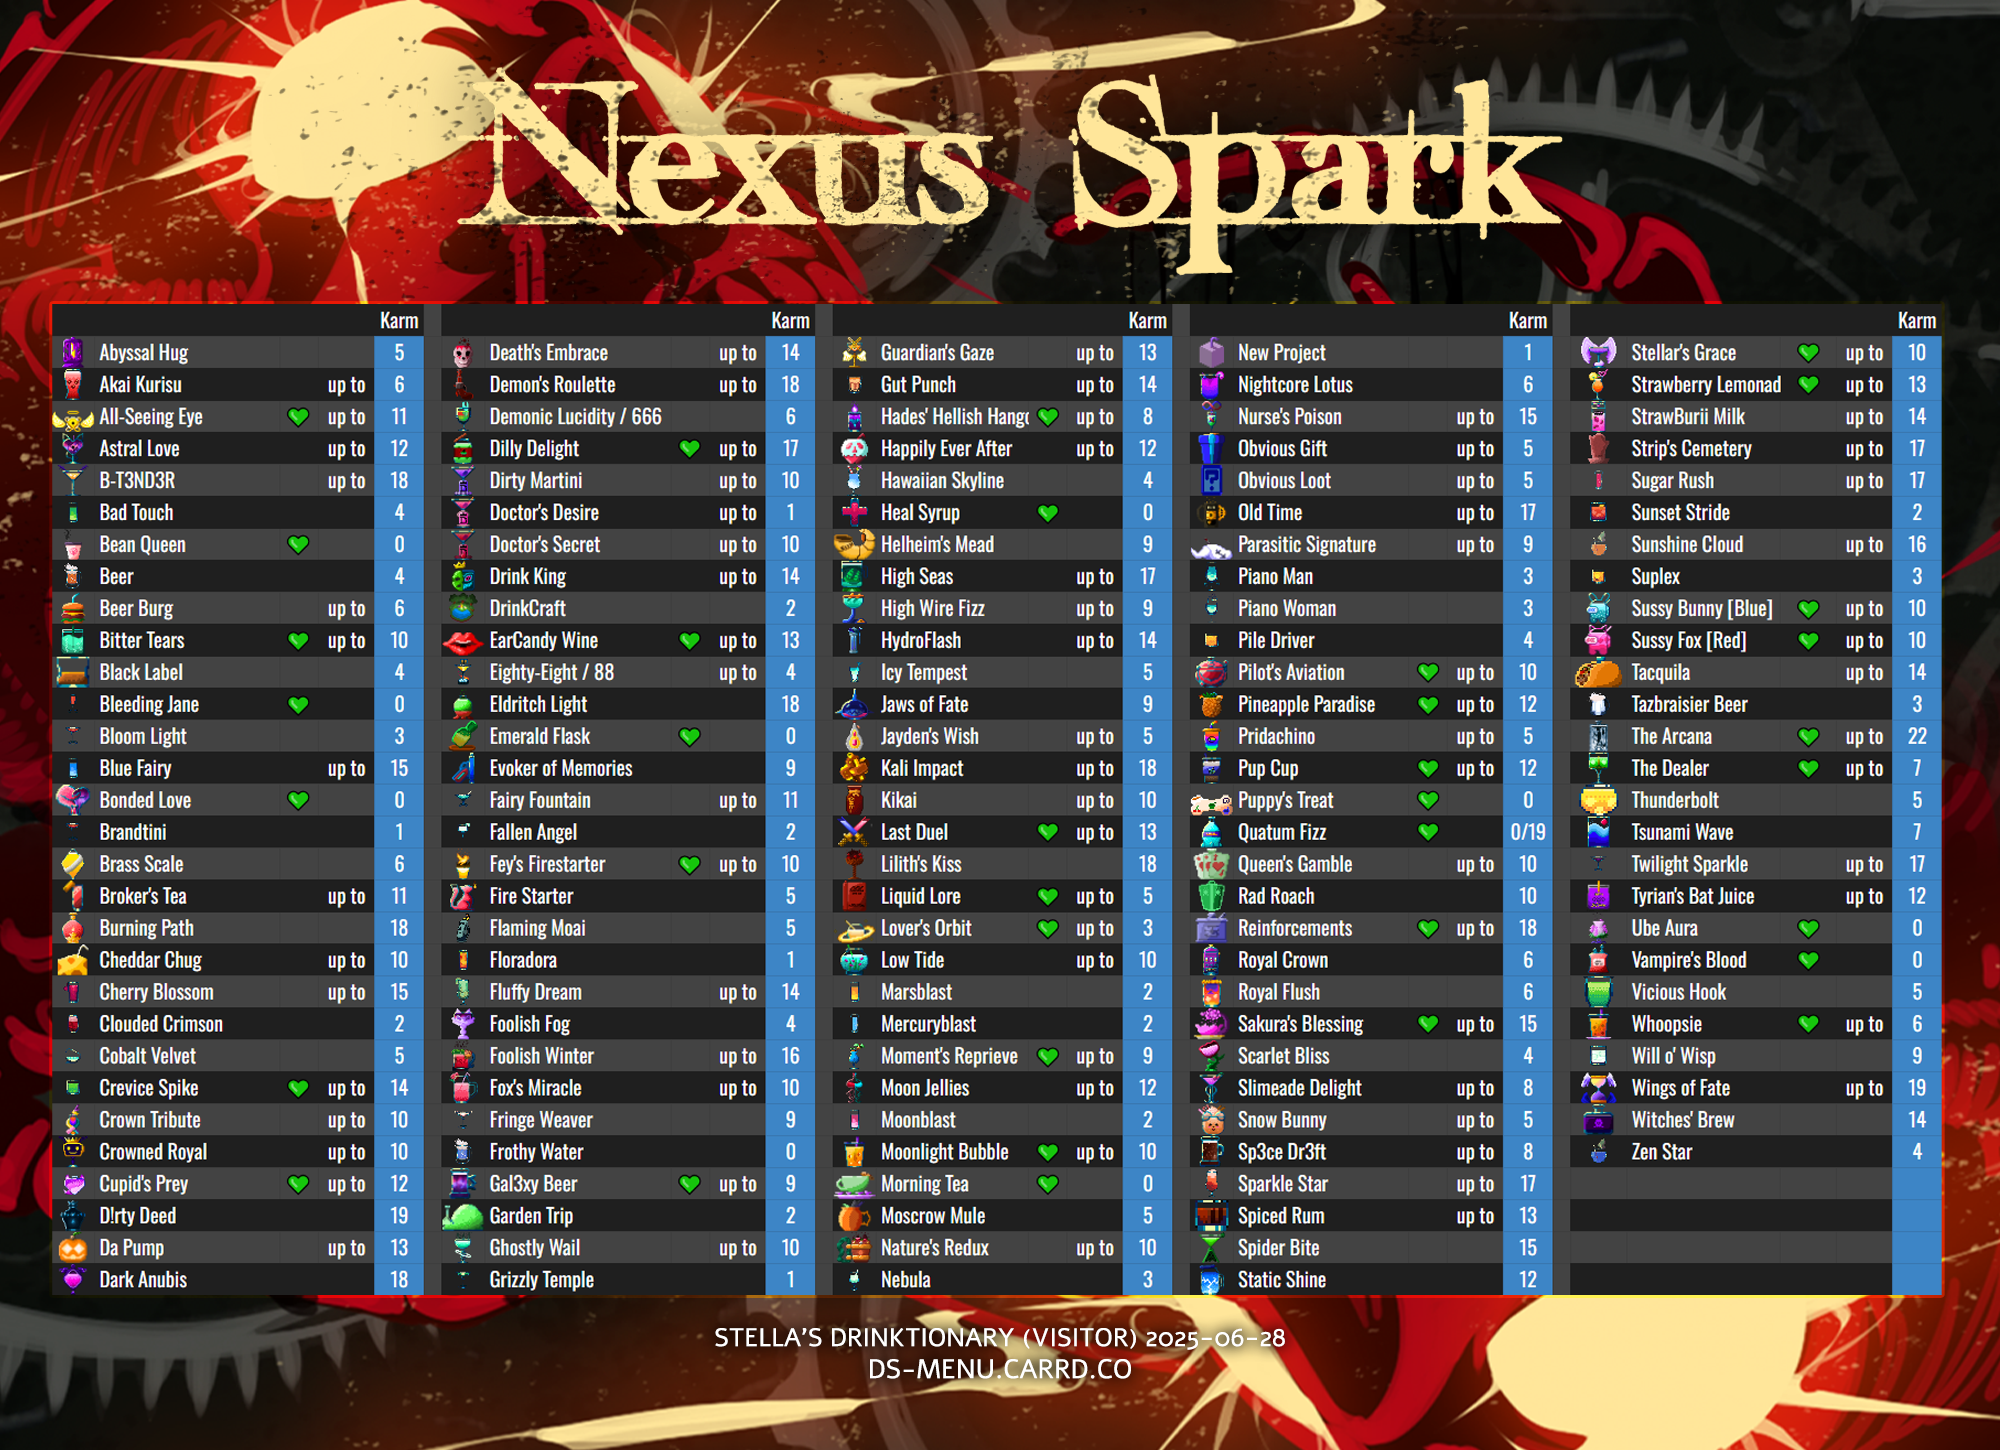 Nexus Spark
Karm
Abyssal Hug 5
Akai Kurisu up to 6
All-Seeing Eye up to 11
Astral Love up to 12
B-T3ND3R up to 18
Bad Touch 4
Bean Queen 0
Beer 4
Beer Burg up to 6
Bitter Tears up to 10
Black Label 4
Bleeding Jane 0
Bloom Light 3
Blue Fairy up to 15
Bonded Love 0
Brandtini 1
Brass Scale 6
Broker's Tea up to 11
Burning Path 18
Cheddar Chug up to 10
Cherry Blossom up to 15
Clouded Crimson 2
Cobalt Velvet 5
Crevice Spike up to 14
Crown Tribute up to 10
Crowned Royal up to 10
Cupid's Prey up to 12
D!rty Deed 19
Da Pump up to 13
Dark Anubis 18
Karm
Death's Embrace up to 14
Demon's Roulette up to 18
Demonic Lucidity / 666 6
Dilly Delight up to 17
Dirty Martini up to 10
Doctor's Desire up to 1
Doctor's Secret up to 10
Drink King up to 14
DrinkCraft 2
EarCandy Wine up to 13
Eighty-Eight / 88 up to 4
Eldritch Light 18
Emerald Flask 0
Evoker of Memories 9
Fairy Fountain up to 11
Fallen Angel 2
Fey's Firestarter up to 10
Fire Starter 5
Flaming Moai 5
Floradora 1
Fluffy Dream up to 14
Foolish Fog 4
Foolish Winter up to 16
Fox's Miracle up to 10
Fringe Weaver 9
Frothy Water 0
Gal3xy Beer up to 9
Garden Trip 2
Ghostly Wail up to 10
Grizzly Temple 1
Karm
Guardian's Gaze up to 13
Gut Punch up to 14
Hades' Hellish Hango up to 8
Happily Ever After up to 12
Hawaiian Skyline 4
Heal Syrup 0
Helheim's Mead 9
High Seas up to 17
High Wire Fizz up to 9
HydroFlash up to 14
Icy Tempest 5
Jaws of Fate 9
Jayden's Wish up to 5
Kali Impact up to 18
Kikai up to 10
Last Duel up to 13
Lilith's Kiss 18
Liquid Lore up to 5
Lover's Orbit up to 3
Low Tide up to 10
Marsblast 2
Mercuryblast 2
Moment's Reprieve up to 9
Moon Jellies up to 12
Moonblast 2
Moonlight Bubble up to 10
Morning Tea 0
Moscrow Mule 5
Nature's Redux up to 10
Nebula 3
Karm
New Project 1
Nightcore Lotus 6
Nurse's Poison up to 15
Obvious Gift up to 5
Obvious Loot up to 5
Old Time up to 17
Parasitic Signature up to 9
Piano Man 3
Piano Woman 3
Pile Driver 4
Pilot's Aviation up to 10
Pineapple Paradise up to 12
Pridachino up to 5
Pup Cup up to 12
Puppy's Treat 0
Quatum Fizz 0/19
Queen's Gamble up to 10
Rad Roach 10
Reinforcements up to 18
Royal Crown 6
Royal Flush 6
Sakura's Blessing up to 15
Scarlet Bliss 4
Slimeade Delight up to 8
Snow Bunny up to 5
Sp3ce Dr3ft up to 8
Sparkle Star up to 17
Spiced Rum up to 13
Spider Bite 15
Static Shine 12
Karm
Stellar's Grace up to 10
Strawberry Lemonad up to 13
StrawBurii Milk up to 14
Strip's Cemetery up to 17
Sugar Rush up to 17
Sunset Stride 2
Sunshine Cloud up to 16
Suplex 3
Sussy Bunny [Blue] up to 10
Sussy Fox [Red] up to 10
Tacquila up to 14
Tazbraisier Beer 3
The Arcana up to 22
The Dealer up to 7
Thunderbolt 5
Tsunami Wave 7
Twilight Sparkle up to 17
Tyrian's Bat Juice up to 12
Ube Aura 0
Vampire's Blood 0
Vicious Hook 5
Whoopsie up to 6
Will o' Wisp 9
Wings of Fate up to 19
Witches' Brew 14
Zen Star 4
STELLA'S DRINKTIONARY (VISITOR) 2025-06-28
DS-MENU.CARRD.CO